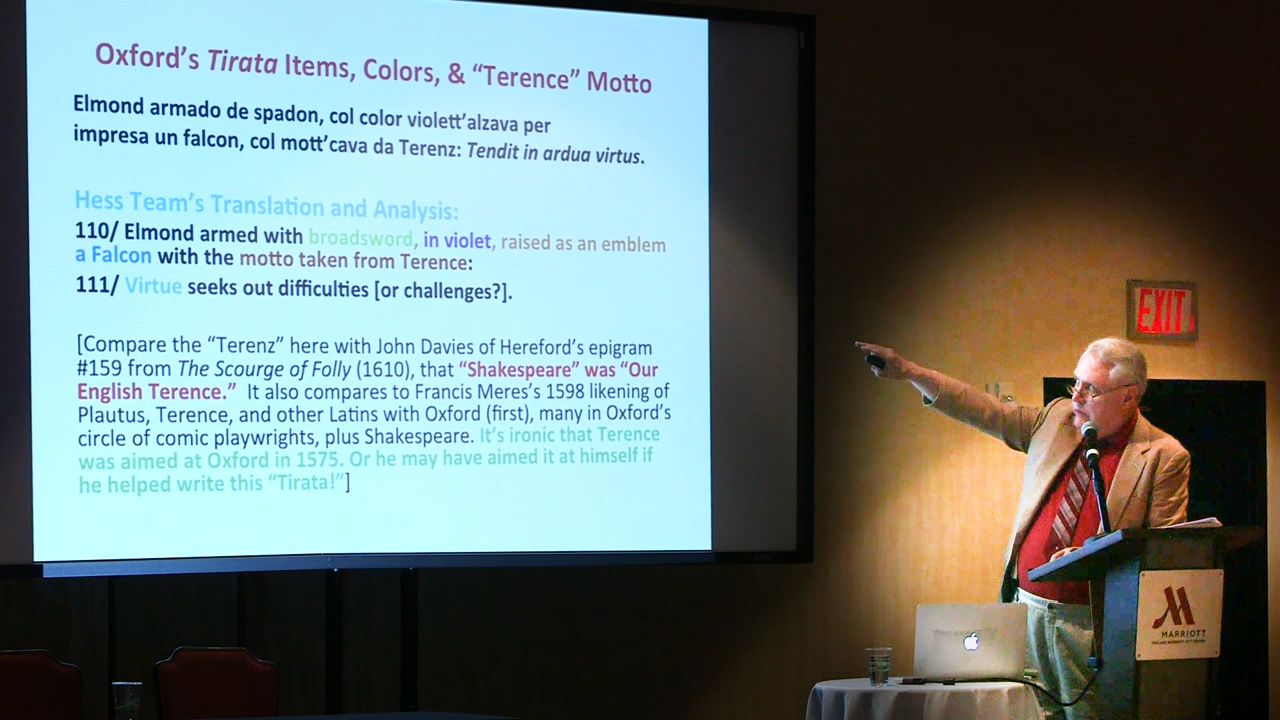 Oxford's Tirata Items, Colors, & “Terence” Motto
Elmond armado de spadon, col color violett'alzava per
impresa un falcon, col mott'cava da Terenz: Tendit in ardua virtus.
Hess Team's Translation and Analysis:
110/ Elmond armed with broadsword, in violet, raised as an emblem
a Falcon with the motto taken from Terence:
111/ Virtue seeks out difficulties [or challenges?].
[Compare the “Terenz” here with John Davies of Hereford's epigram
#159 from The Scourge of Folly (1610), that “Shakespeare” was “Our
English Terence.” It also compares to Francis Meres's 1598 likening of
Plautus, Terence, and other Latins with Oxford (first), many in Oxford's
circle of comic playwrights, plus Shakespeare. It's ironic that Terence
was aimed at Oxford in 1575. Or he may have aimed it at himself if
he helped write this “Tirata!”]
EXIT
MARRIOTT
OAKLAND MARRIOTT CITY CENTER